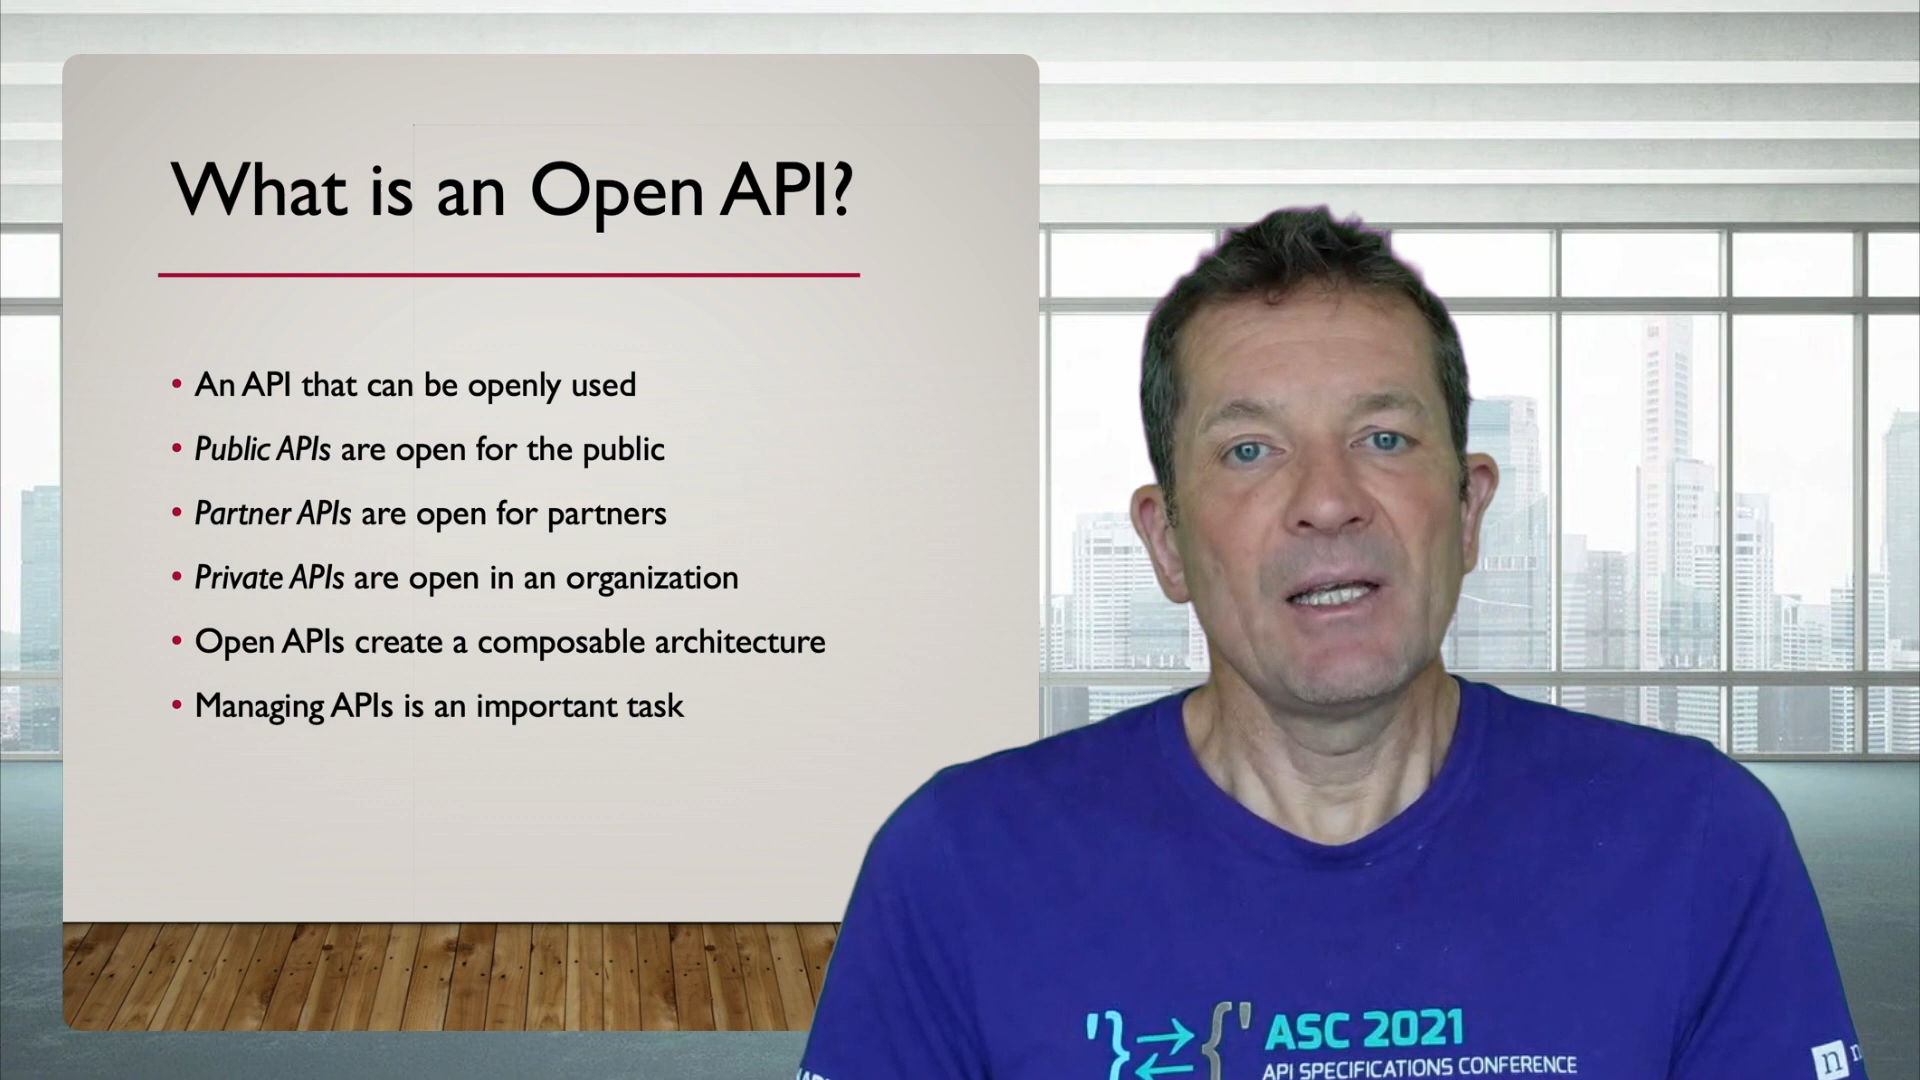 What is an Open API?
• An API that can be openly used
• Public APIs are open for the public
• Partner APIs are open for partners
• Private APIs are open in an organization
• Open APIs create a composable architecture
• Managing APIs is an important task
'}⇄{' ASC 2021
API SPECIFICATIONS CONFERENCE
n